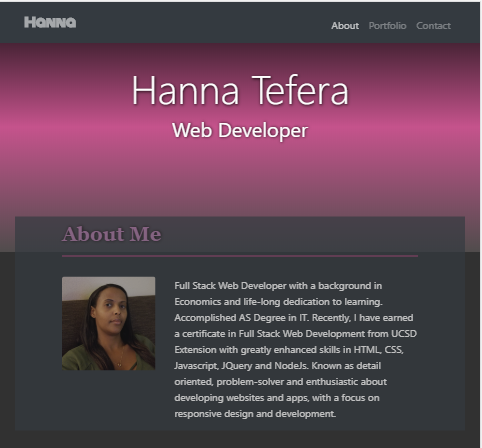 Hanna
About Portfolio Contact
Hanna Tefera
Web Developer
About Me
Full Stack Web Developer with a background in
Economics and life-long dedication to learning.
Accomplished AS Degree in IT. Recently, I have earned
a certificate in Full Stack Web Development from UCSD
Extension with greatly enhanced skills in HTML, CSS,
Javascript, JQuery and NodeJs. Known as detail
oriented, problem-solver and enthusiastic about
developing websites and apps, with a focus on
responsive design and development.